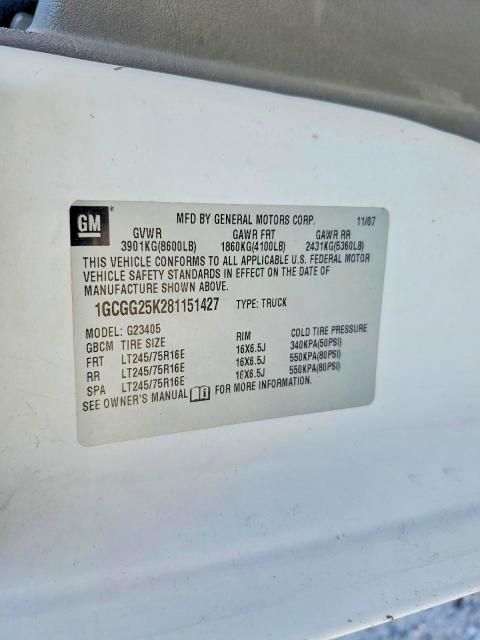 GM
MFD BY GENERAL MOTORS CORP. 11/07
GVWR GAWR FRT GAWR RR
3901KG(8600LB) 1860KG(4100LB) 2431KG(5360LB)
THIS VEHICLE CONFORMS TO ALL APPLICABLE U.S. FEDERAL MOTOR
VEHICLE SAFETY STANDARDS IN EFFECT ON THE DATE OF
MANUFACTURE SHOWN ABOVE.
1GCGG25K281151427 TYPE: TRUCK
MODEL: G23405
GBCM TIRE SIZE RIM COLD TIRE PRESSURE
FRT LT245/75R16E 16X6.5J 340KPA(50PSI)
RR LT245/75R16E 16X6.5J 550KPA(80PSI)
SPA LT245/75R16E 16X6.5J 550KPA(80PSI)
SEE OWNER'S MANUAL FOR MORE INFORMATION.